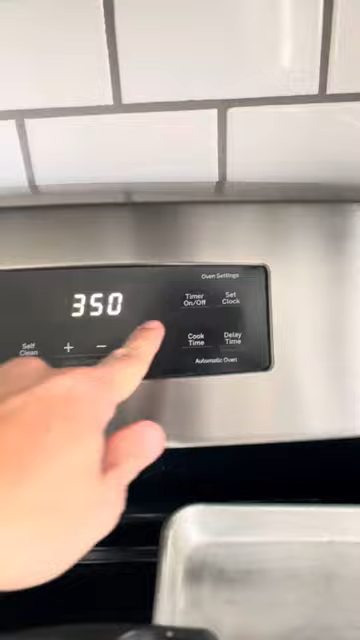 Oven Settings
350
Timer On/Off
Set Clock
Self Clean
+
−
Cook Time
Delay Time
Automatic Oven